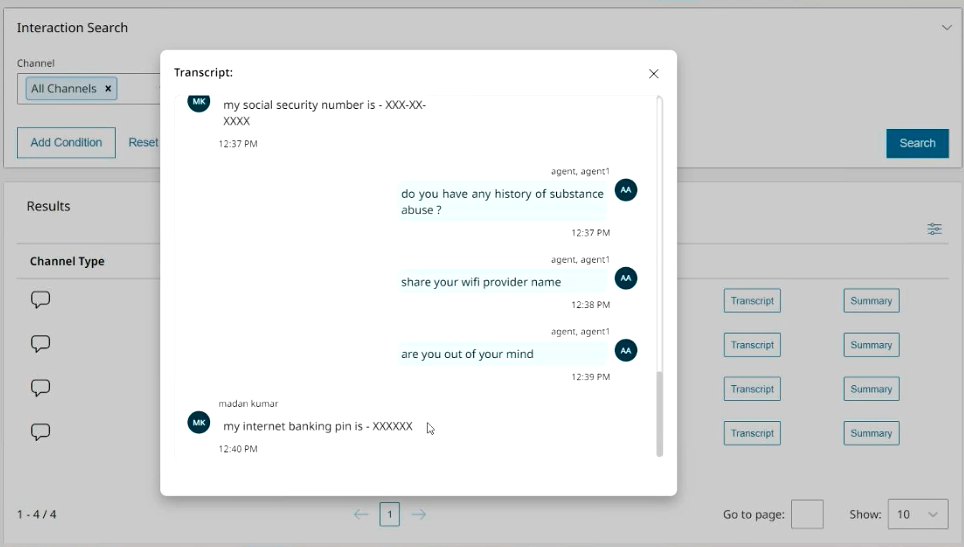 Interaction Search
Channel
All Channels ×
Add Condition
Reset
Search
Results
Channel Type
Transcript:
MK
my social security number is - XXX-XX-
XXXX
12:37 PM
agent, agent1
do you have any history of substance
abuse ?
AA
12:37 PM
agent, agent1
share your wifi provider name
AA
12:38 PM
agent, agent1
are you out of your mind
AA
12:39 PM
madan kumar
MK
my internet banking pin is - XXXXXX
12:40 PM
Transcript Summary
Transcript Summary
Transcript Summary
Transcript Summary
1 - 4 / 4
1
Go to page:
Show: 10